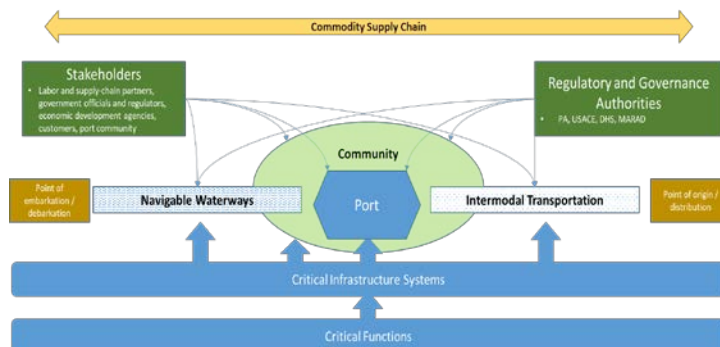 Commodity Supply Chain
Stakeholders
• Labor and supply-chain partners,
government officials and regulators,
economic development agencies,
customers, port community
Regulatory and Governance
Authorities
• PA, USACE, DHS, MARAD
Community
Point of
embarkation /
debarkation
Navigable Waterways
Port
Intermodal Transportation
Point of origin /
distribution
Critical Infrastructure Systems
Critical Functions